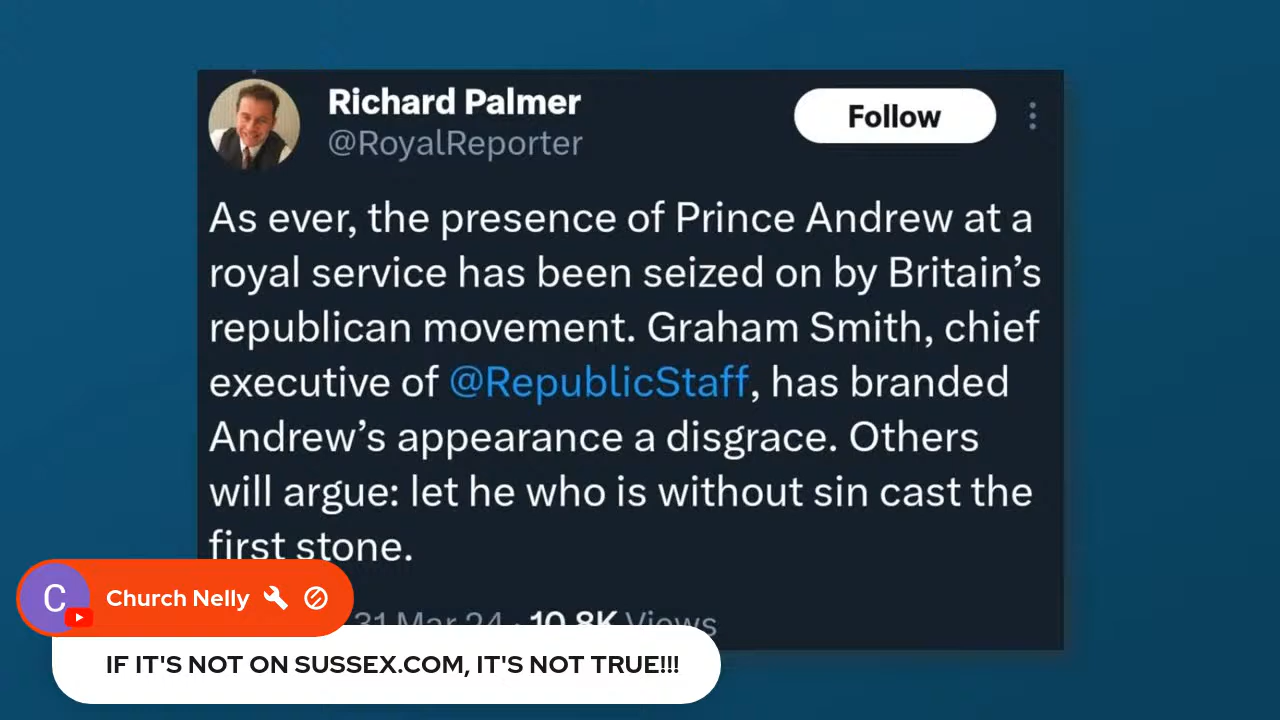 Richard Palmer
@RoyalReporter
Follow
As ever, the presence of Prince Andrew at a
royal service has been seized on by Britain’s
republican movement. Graham Smith, chief
executive of @RepublicStaff, has branded
Andrew’s appearance a disgrace. Others
will argue: let he who is without sin cast the
first stone.
31 Mar 24 · 10.8K Views
C
Church Nelly
IF IT'S NOT ON SUSSEX.COM, IT'S NOT TRUE!!!